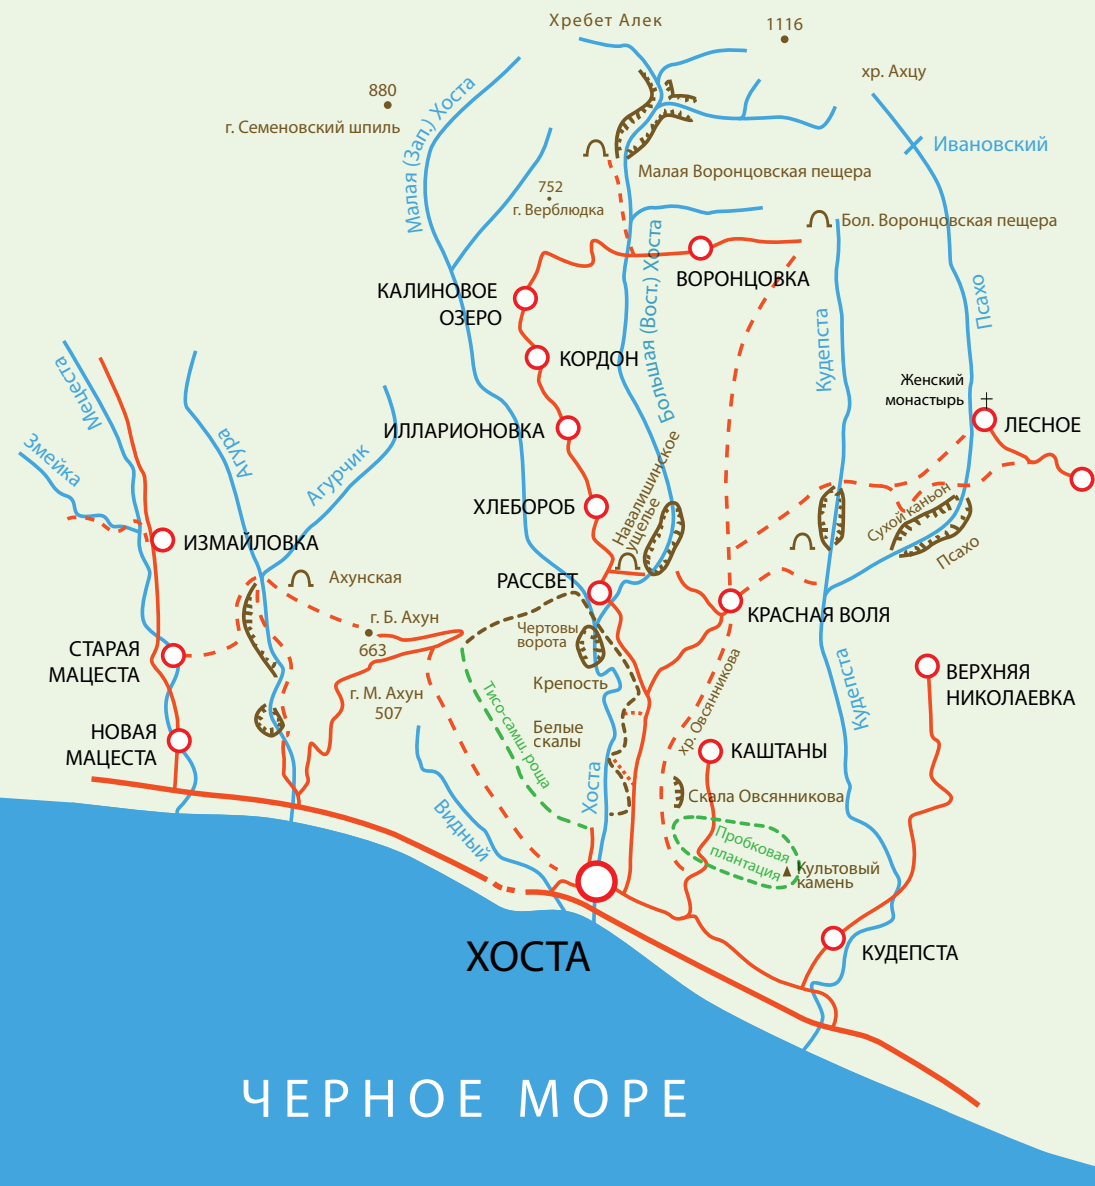 Хребет Алек
1116
хр. Ахцу
880
г. Семеновский шпиль
Малая (Зап.) Хоста
Ивановский
Малая Воронцовская пещера
752
г. Верблюдка
Бол. Воронцовская пещера
ВОРОНЦОВКА
КАЛИНОВОЕ
ОЗЕРО
Большая (Вост.) Хоста
Кудепста
Псахо
КОРДОН
Мацеста
Женский
монастырь
ЛЕСНОЕ
ИЛЛАРИОНОВКА
Змейка
Агура
Агурчик
ХЛЕБОРОБ
Навалишинское
ущелье
Сухой каньон
Псахо
ИЗМАЙЛОВКА
Ахунская
РАССВЕТ
г. Б. Ахун
663
Чертовы
ворота
КРАСНАЯ ВОЛЯ
СТАРАЯ
МАЦЕСТА
Крепость
г. М. Ахун
507
Тисо-самш. роща
хр. Овсянникова
Кудепста
ВЕРХНЯЯ
НИКОЛАЕВКА
НОВАЯ
МАЦЕСТА
Белые
скалы
КАШТАНЫ
Хоста
Скала Овсянникова
Видный
Пробковая
плантация
Культовый
камень
ХОСТА
КУДЕПСТА
ЧЕРНОЕ МОРЕ